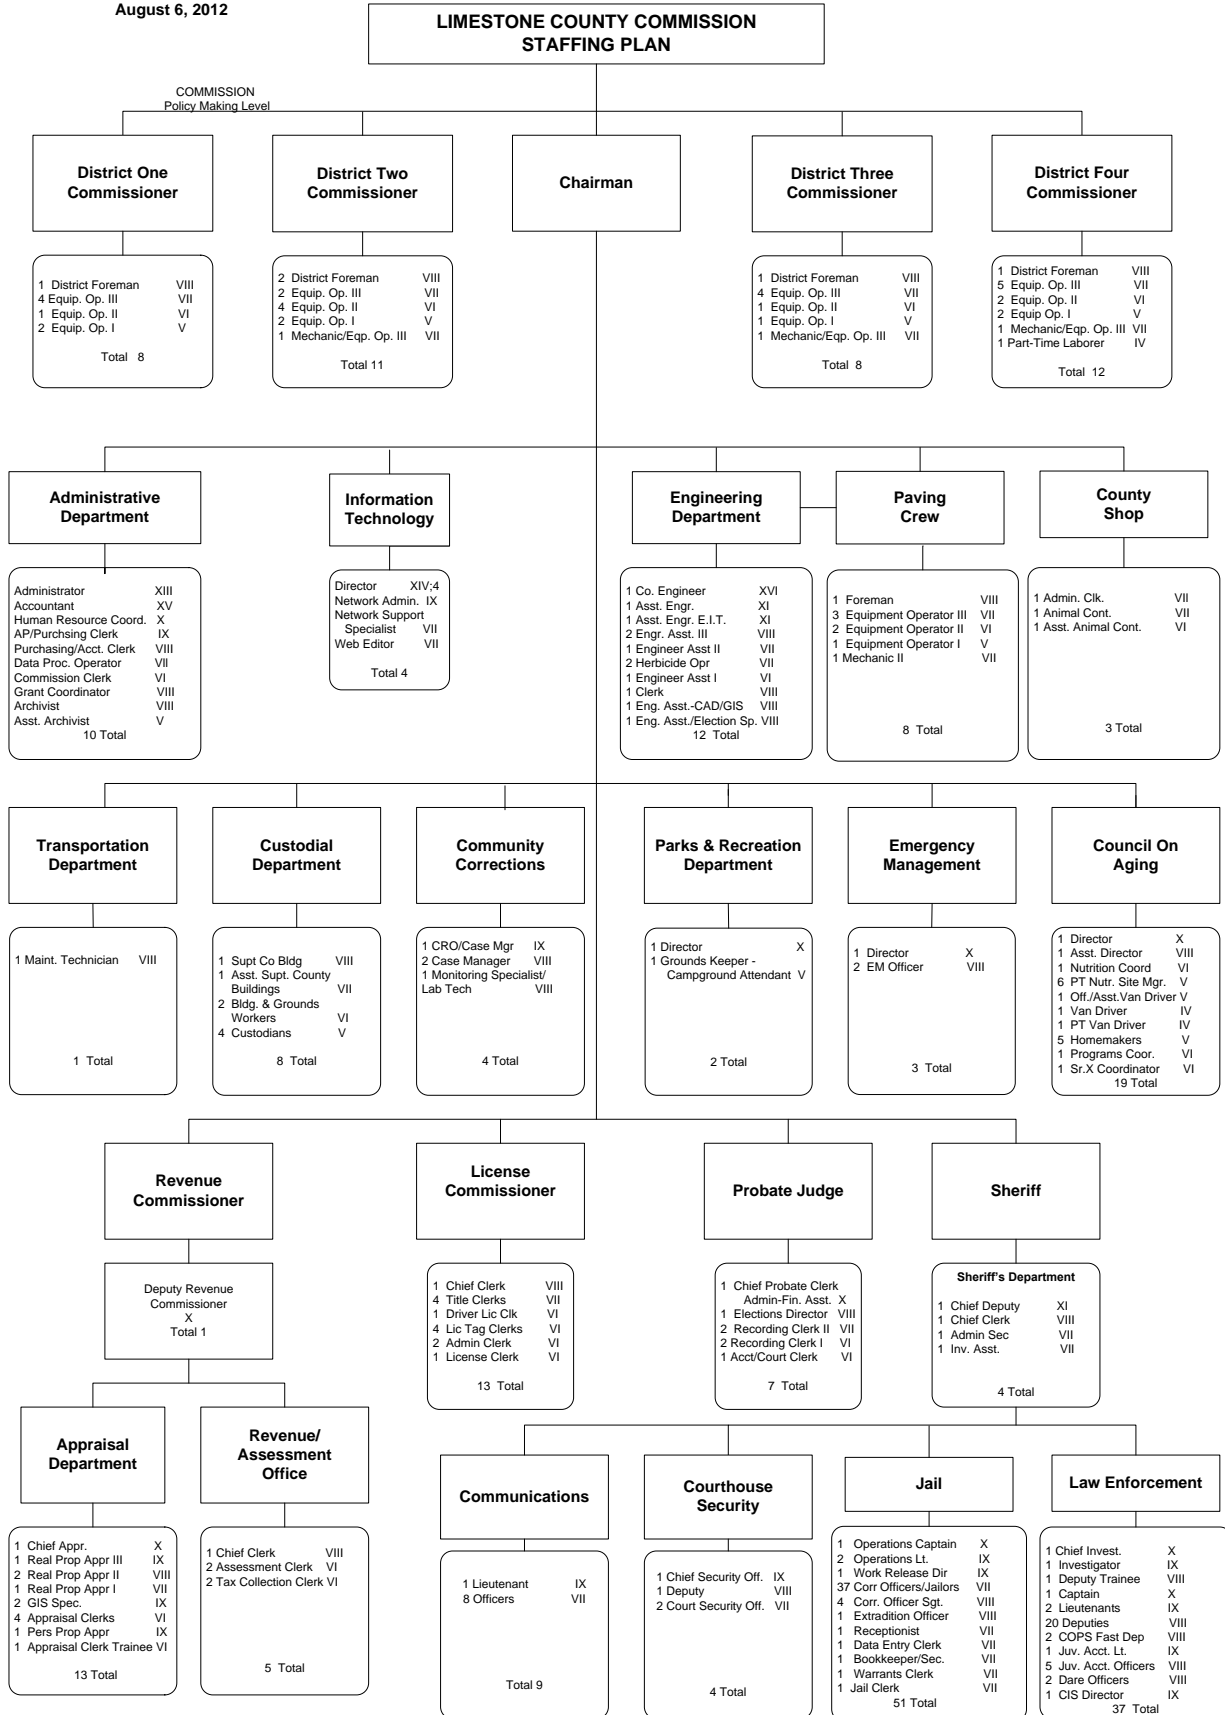 August 6, 2012
LIMESTONE COUNTY COMMISSION
STAFFING PLAN
COMMISSION
Policy Making Level
District One
Commissioner
District Two
Commissioner
Chairman
District Three
Commissioner
District Four
Commissioner
1 District Foreman VIII
4 Equip. Op. III VII
1 Equip. Op. II VI
2 Equip. Op. I V
Total 8
2 District Foreman VIII
2 Equip. Op. III VII
4 Equip. Op. II VI
2 Equip. Op. I V
1 Mechanic/Eqp. Op. III VII
Total 11
1 District Foreman VIII
4 Equip. Op. III VII
1 Equip. Op. II VI
1 Equip. Op. I V
1 Mechanic/Eqp. Op. III VII
Total 8
1 District Foreman VIII
5 Equip. Op. III VII
2 Equip. Op. II VI
2 Equip Op. I V
1 Mechanic/Eqp. Op. III VII
1 Part-Time Laborer IV
Total 12
Administrative
Department
Information
Technology
Engineering
Department
Paving
Crew
County
Shop
Administrator XIII
Accountant XV
Human Resource Coord. X
AP/Purchsing Clerk IX
Purchasing/Acct. Clerk VIII
Data Proc. Operator VII
Commission Clerk VI
Grant Coordinator VIII
Archivist VIII
Asst. Archivist V
10 Total
Director XIV;4
Network Admin. IX
Network Support
Specialist VII
Web Editor VII
Total 4
1 Co. Engineer XVI
1 Asst. Engr. XI
1 Asst. Engr. E.I.T. XI
2 Engr. Asst. III VIII
1 Engineer Asst II VII
2 Herbicide Opr VII
1 Engineer Asst I VI
1 Clerk VIII
1 Eng. Asst.-CAD/GIS VIII
1 Eng. Asst./Election Sp. VIII
12 Total
1 Foreman VIII
3 Equipment Operator III VII
2 Equipment Operator II VI
1 Equipment Operator I V
1 Mechanic II VII
8 Total
1 Admin. Clk. VII
1 Animal Cont. VII
1 Asst. Animal Cont. VI
3 Total
Transportation
Department
Custodial
Department
Community
Corrections
Parks & Recreation
Department
Emergency
Management
Council On
Aging
1 Maint. Technician VIII
1 Total
1 Supt Co Bldg VIII
1 Asst. Supt. County
Buildings VII
2 Bldg. & Grounds
Workers VI
4 Custodians V
8 Total
1 CRO/Case Mgr IX
2 Case Manager VIII
1 Monitoring Specialist/
Lab Tech VIII
4 Total
1 Director X
1 Grounds Keeper -
Campground Attendant V
2 Total
1 Director X
2 EM Officer VIII
3 Total
1 Director X
1 Asst. Director VIII
1 Nutrition Coord VI
6 PT Nutr. Site Mgr. V
1 Off./Asst.Van Driver V
1 Van Driver IV
1 PT Van Driver IV
5 Homemakers V
1 Programs Coor. VI
1 Sr.X Coordinator VI
19 Total
Revenue
Commissioner
License
Commissioner
Probate Judge
Sheriff
Deputy Revenue
Commissioner
X
Total 1
1 Chief Clerk VIII
4 Title Clerks VII
1 Driver Lic Clk VI
4 Lic Tag Clerks VI
2 Admin Clerk VI
1 License Clerk VI
13 Total
1 Chief Probate Clerk
Admin-Fin. Asst. X
1 Elections Director VIII
2 Recording Clerk II VII
2 Recording Clerk I VI
1 Acct/Court Clerk VI
7 Total
Sheriff's Department
1 Chief Deputy XI
1 Chief Clerk VIII
1 Admin Sec VII
1 Inv. Asst. VII
4 Total
Appraisal
Department
Revenue/
Assessment
Office
Communications
Courthouse
Security
Jail
Law Enforcement
1 Chief Appr. X
1 Real Prop Appr III IX
2 Real Prop Appr II VIII
1 Real Prop Appr I VII
2 GIS Spec. IX
4 Appraisal Clerks VI
1 Pers Prop Appr IX
1 Appraisal Clerk Trainee VI
13 Total
1 Chief Clerk VIII
2 Assessment Clerk VI
2 Tax Collection Clerk VI
5 Total
1 Lieutenant IX
8 Officers VII
Total 9
1 Chief Security Off. IX
1 Deputy VIII
2 Court Security Off. VII
4 Total
1 Operations Captain X
2 Operations Lt. IX
1 Work Release Dir IX
37 Corr Officers/Jailors VII
4 Corr. Officer Sgt. VIII
1 Extradition Officer VIII
1 Receptionist VII
1 Data Entry Clerk VII
1 Bookkeeper/Sec. VII
1 Warrants Clerk VII
1 Jail Clerk VII
51 Total
1 Chief Invest. X
1 Investigator IX
1 Deputy Trainee VIII
1 Captain X
2 Lieutenants IX
20 Deputies VIII
2 COPS Fast Dep VIII
1 Juv. Acct. Lt. IX
5 Juv. Acct. Officers VIII
2 Dare Officers VIII
1 CIS Director IX
37 Total